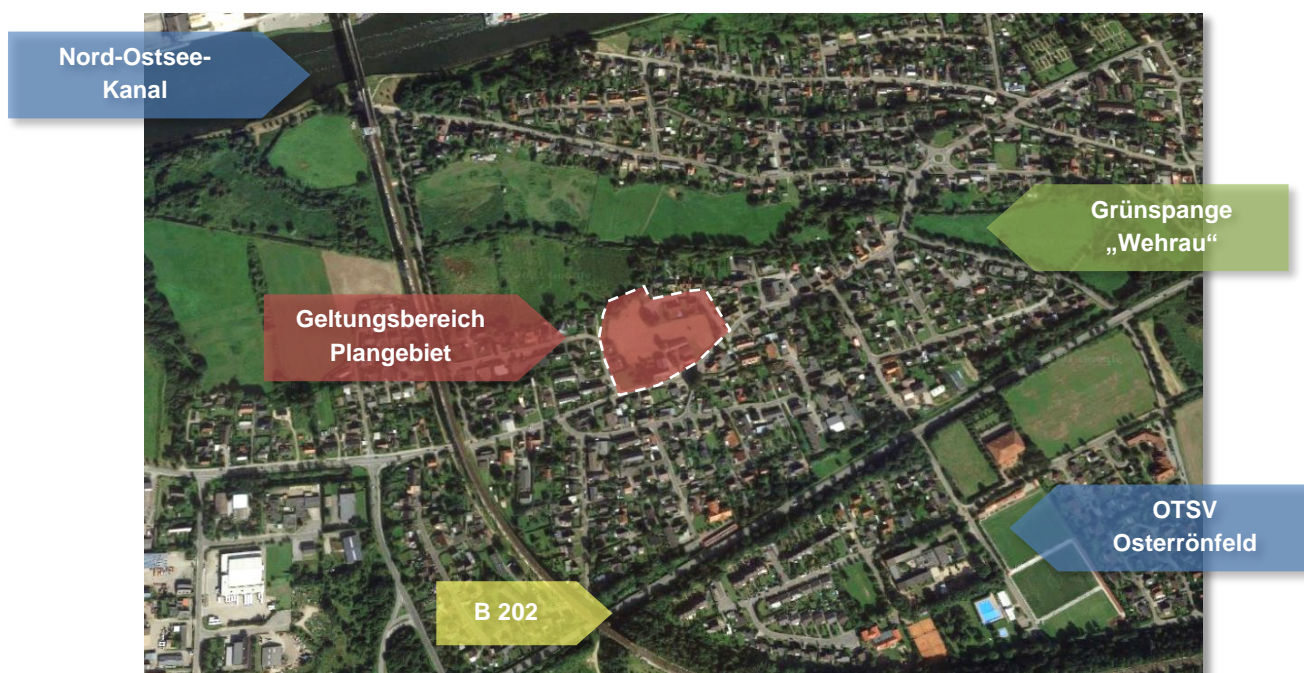 Nord-Ostsee-
Kanal
Grünspange
„Wehrau“
Geltungsbereich
Plangebiet
OTSV
Osterrönfeld
B 202